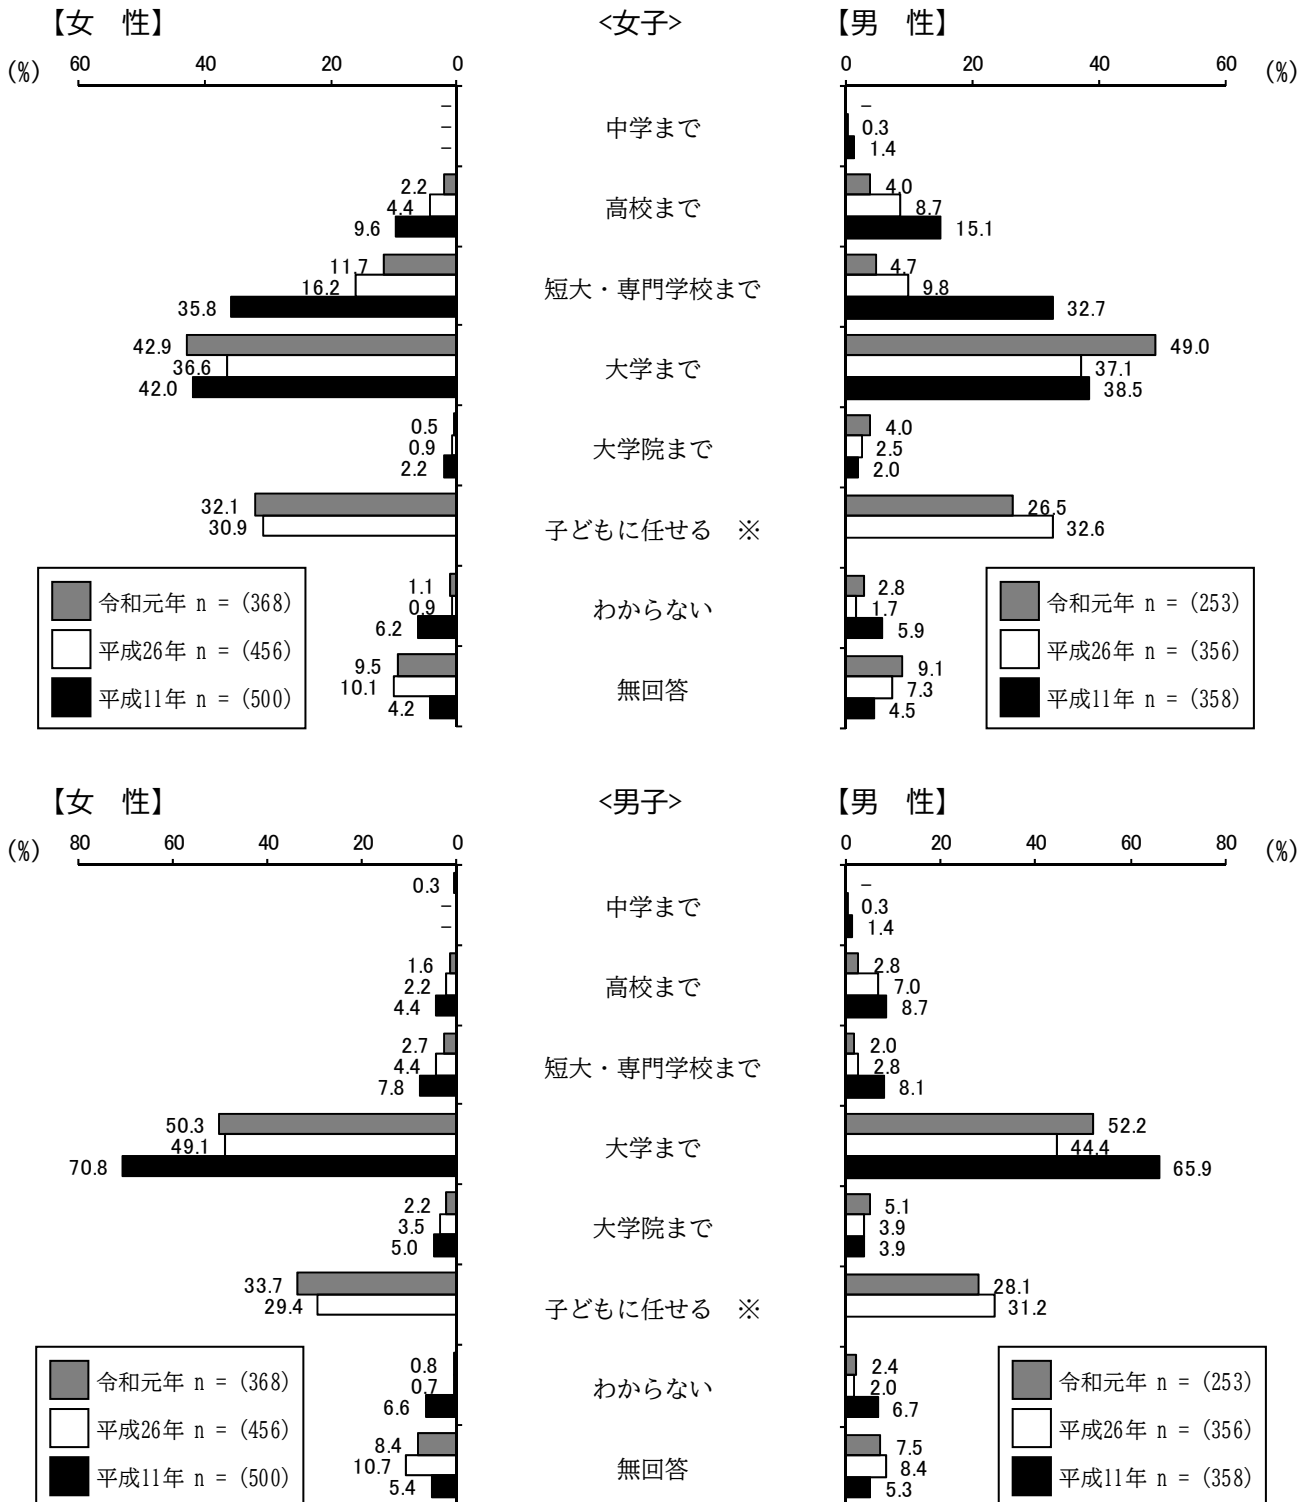 【女　性】　<女子>　【男　性】
(%) 60 40 20 0　0 20 40 60 (%)
－　中学まで　－
－　0.3
－　1.4
2.2　高校まで　4.0
4.4　8.7
9.6　15.1
11.7　短大・専門学校まで　4.7
16.2　9.8
35.8　32.7
42.9　大学まで　49.0
36.6　37.1
42.0　38.5
0.5　大学院まで　4.0
0.9　2.5
2.2　2.0
32.1　子どもに任せる　※　26.5
30.9　32.6
1.1　わからない　2.8
0.9　1.7
6.2　5.9
9.5　無回答　9.1
10.1　7.3
4.2　4.5
令和元年 n = (368)
平成26年 n = (456)
平成11年 n = (500)
令和元年 n = (253)
平成26年 n = (356)
平成11年 n = (358)
【女　性】　<男子>　【男　性】
(%) 80 60 40 20 0　0 20 40 60 80 (%)
0.3　中学まで　－
－　0.3
－　1.4
1.6　高校まで　2.8
2.2　7.0
4.4　8.7
2.7　短大・専門学校まで　2.0
4.4　2.8
7.8　8.1
50.3　大学まで　52.2
49.1　44.4
70.8　65.9
2.2　大学院まで　5.1
3.5　3.9
5.0　3.9
33.7　子どもに任せる　※　28.1
29.4　31.2
0.8　わからない　2.4
0.7　2.0
6.6　6.7
8.4　無回答　7.5
10.7　8.4
5.4　5.3
令和元年 n = (368)
平成26年 n = (456)
平成11年 n = (500)
令和元年 n = (253)
平成26年 n = (356)
平成11年 n = (358)